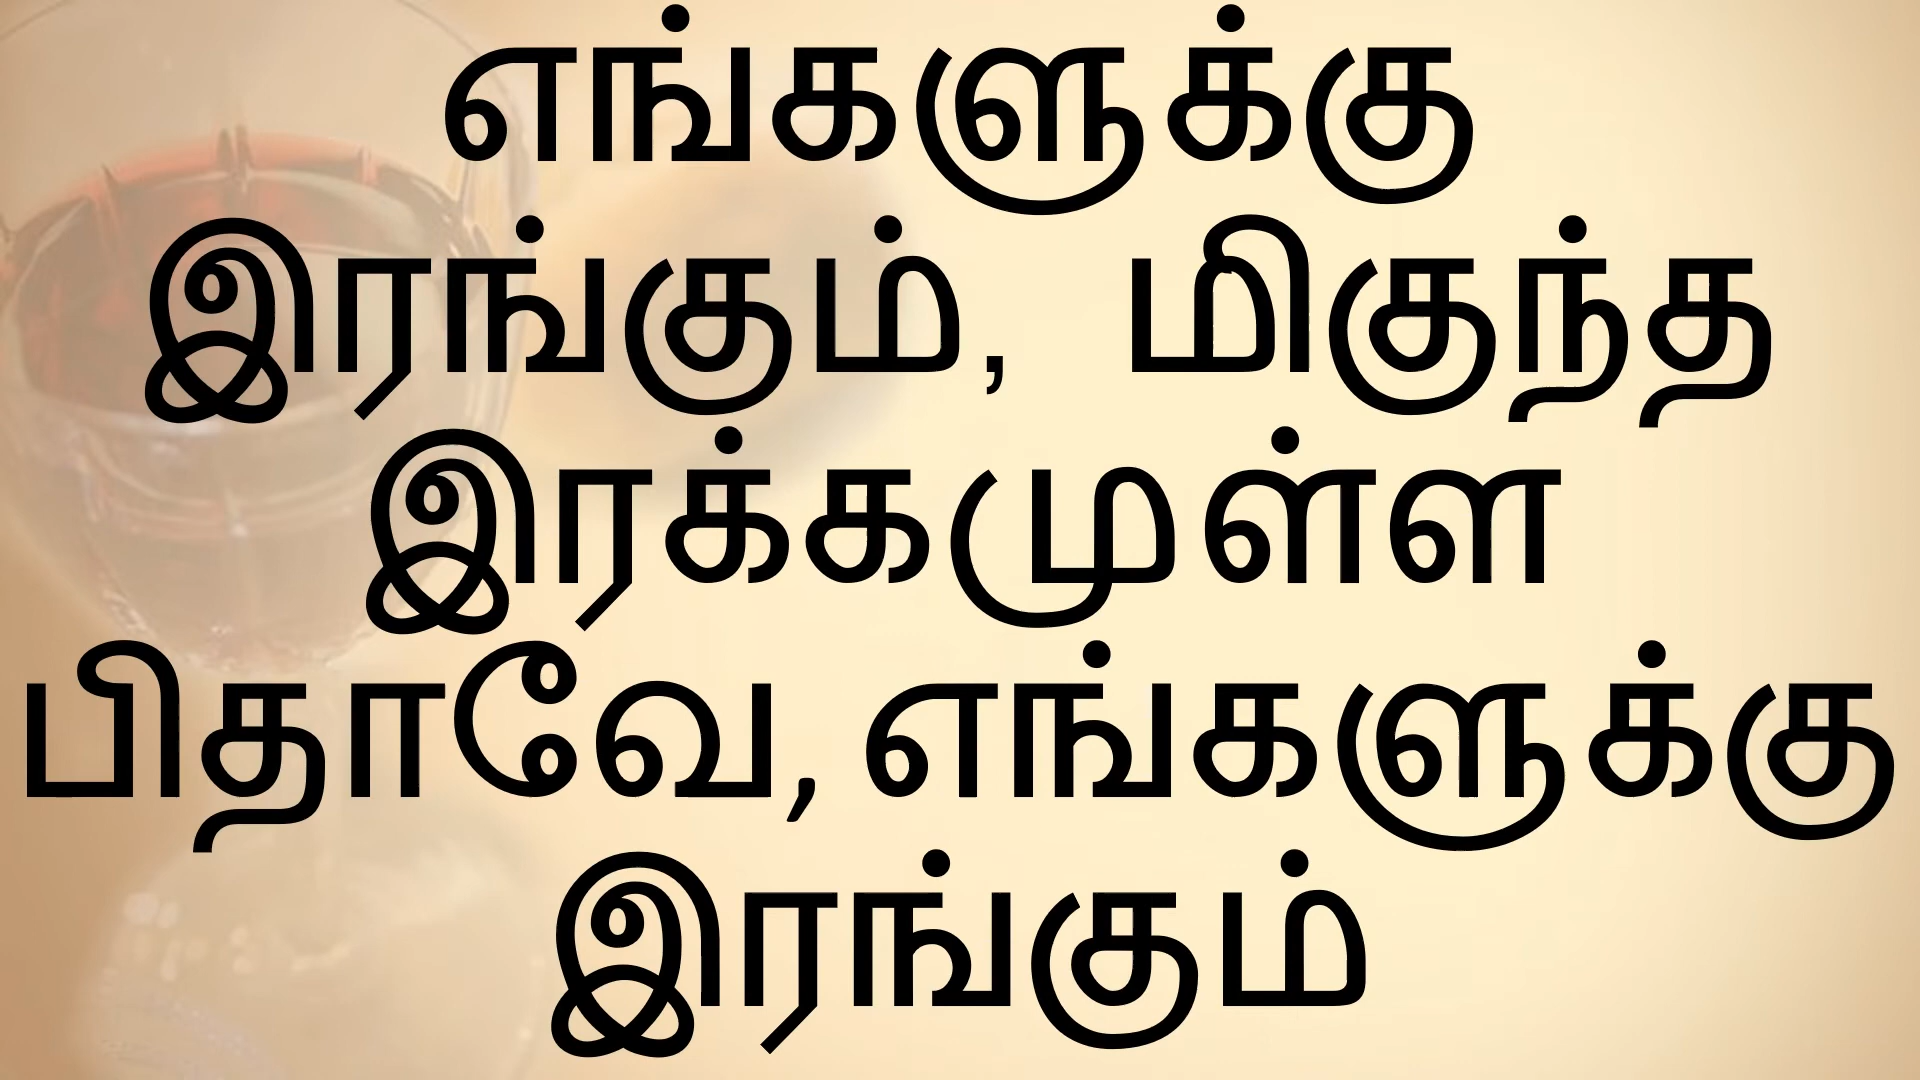 எங்களுக்கு
இரங்கும், மிகுந்த
இரக்கமுள்ள
பிதாவே, எங்களுக்கு
இரங்கும்